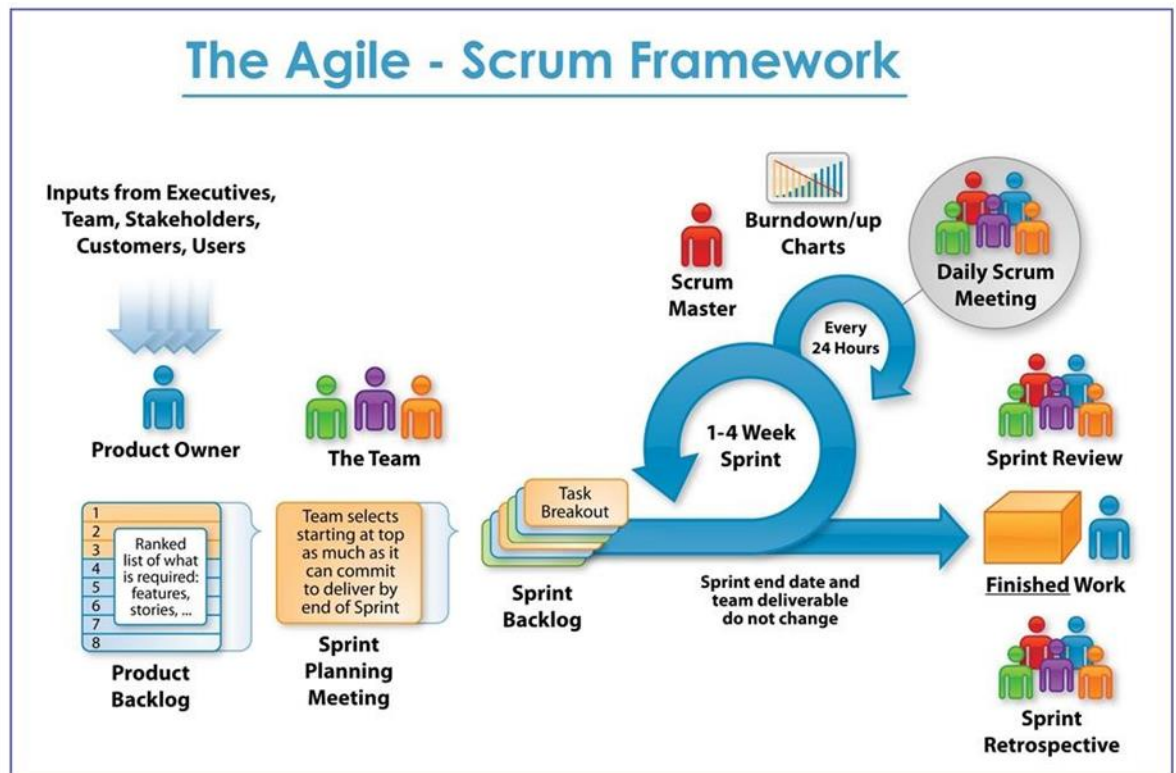 The Agile - Scrum Framework
Inputs from Executives,
Team, Stakeholders,
Customers, Users
Product Owner
The Team
1
2
3
4
5
6
7
8
Ranked
list of what
is required:
features,
stories, ...
Product
Backlog
Team selects
starting at top
as much as it
can commit
to deliver by
end of Sprint
Sprint
Planning
Meeting
Task
Breakout
Sprint
Backlog
Scrum
Master
Burndown/up
Charts
Every
24 Hours
1-4 Week
Sprint
Sprint end date and
team deliverable
do not change
Daily Scrum
Meeting
Sprint Review
Finished Work
Sprint
Retrospective